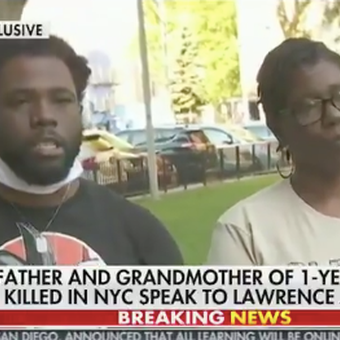 CLUSIVE
FATHER AND GRANDMOTHER OF 1-YE
KILLED IN NYC SPEAK TO LAWRENCE
BREAKING NEWS
AN DIEGO, ANNOUNCED THAT ALL LEARNING WILL BE ONLIN